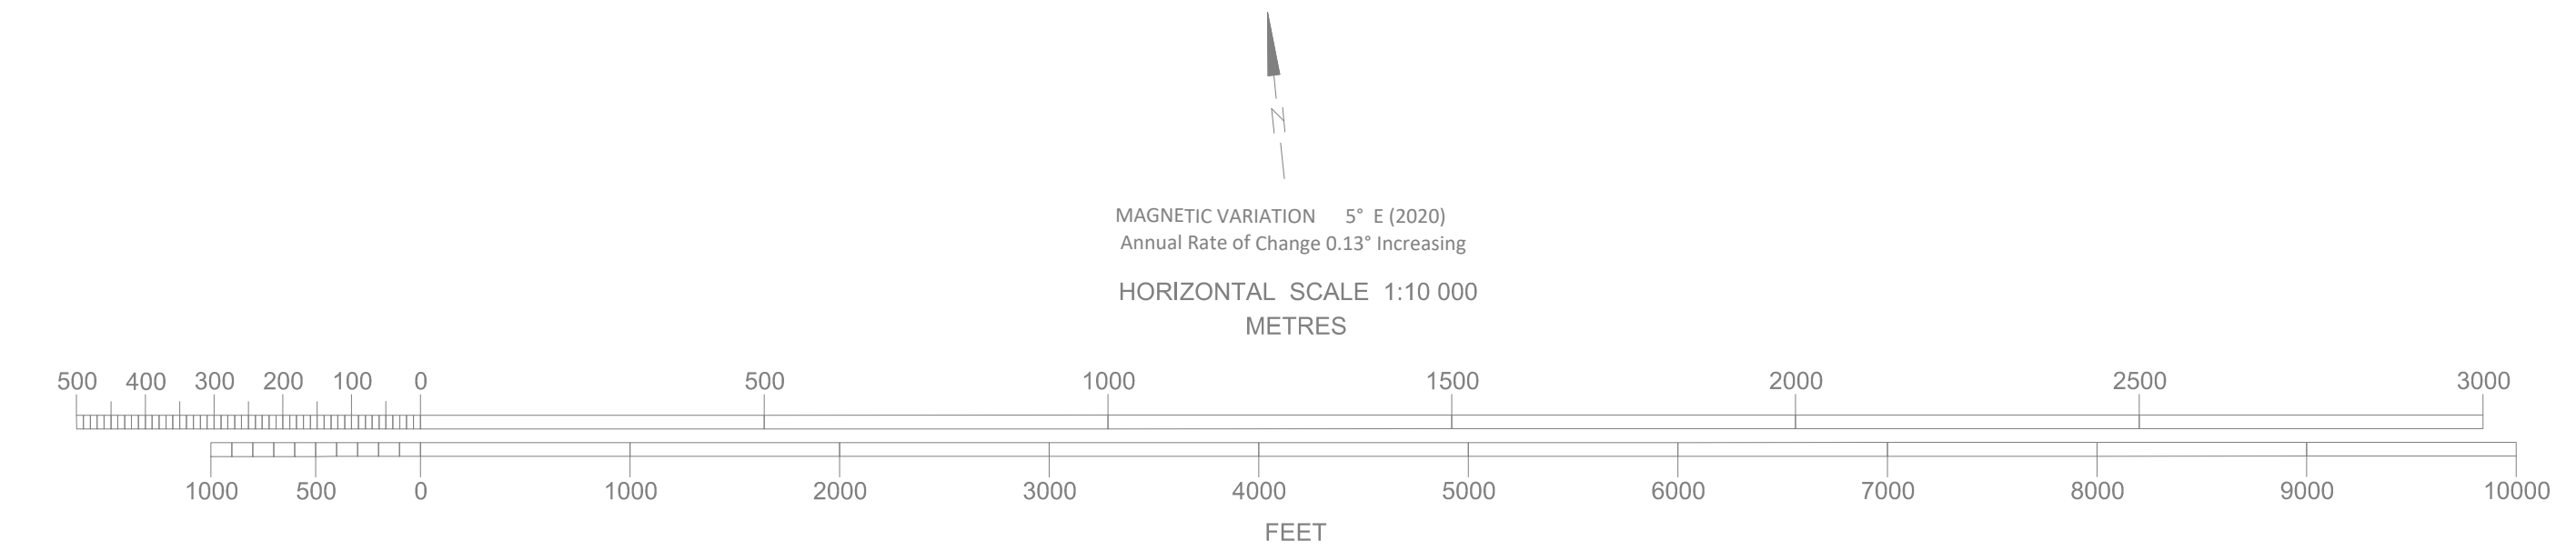 N
MAGNETIC VARIATION 5° E (2020)
Annual Rate of Change 0.13° Increasing
HORIZONTAL SCALE 1:10 000
METRES
500 400 300 200 100 0 500 1000 1500 2000 2500 3000
1000 500 0 1000 2000 3000 4000 5000 6000 7000 8000 9000 10000
FEET